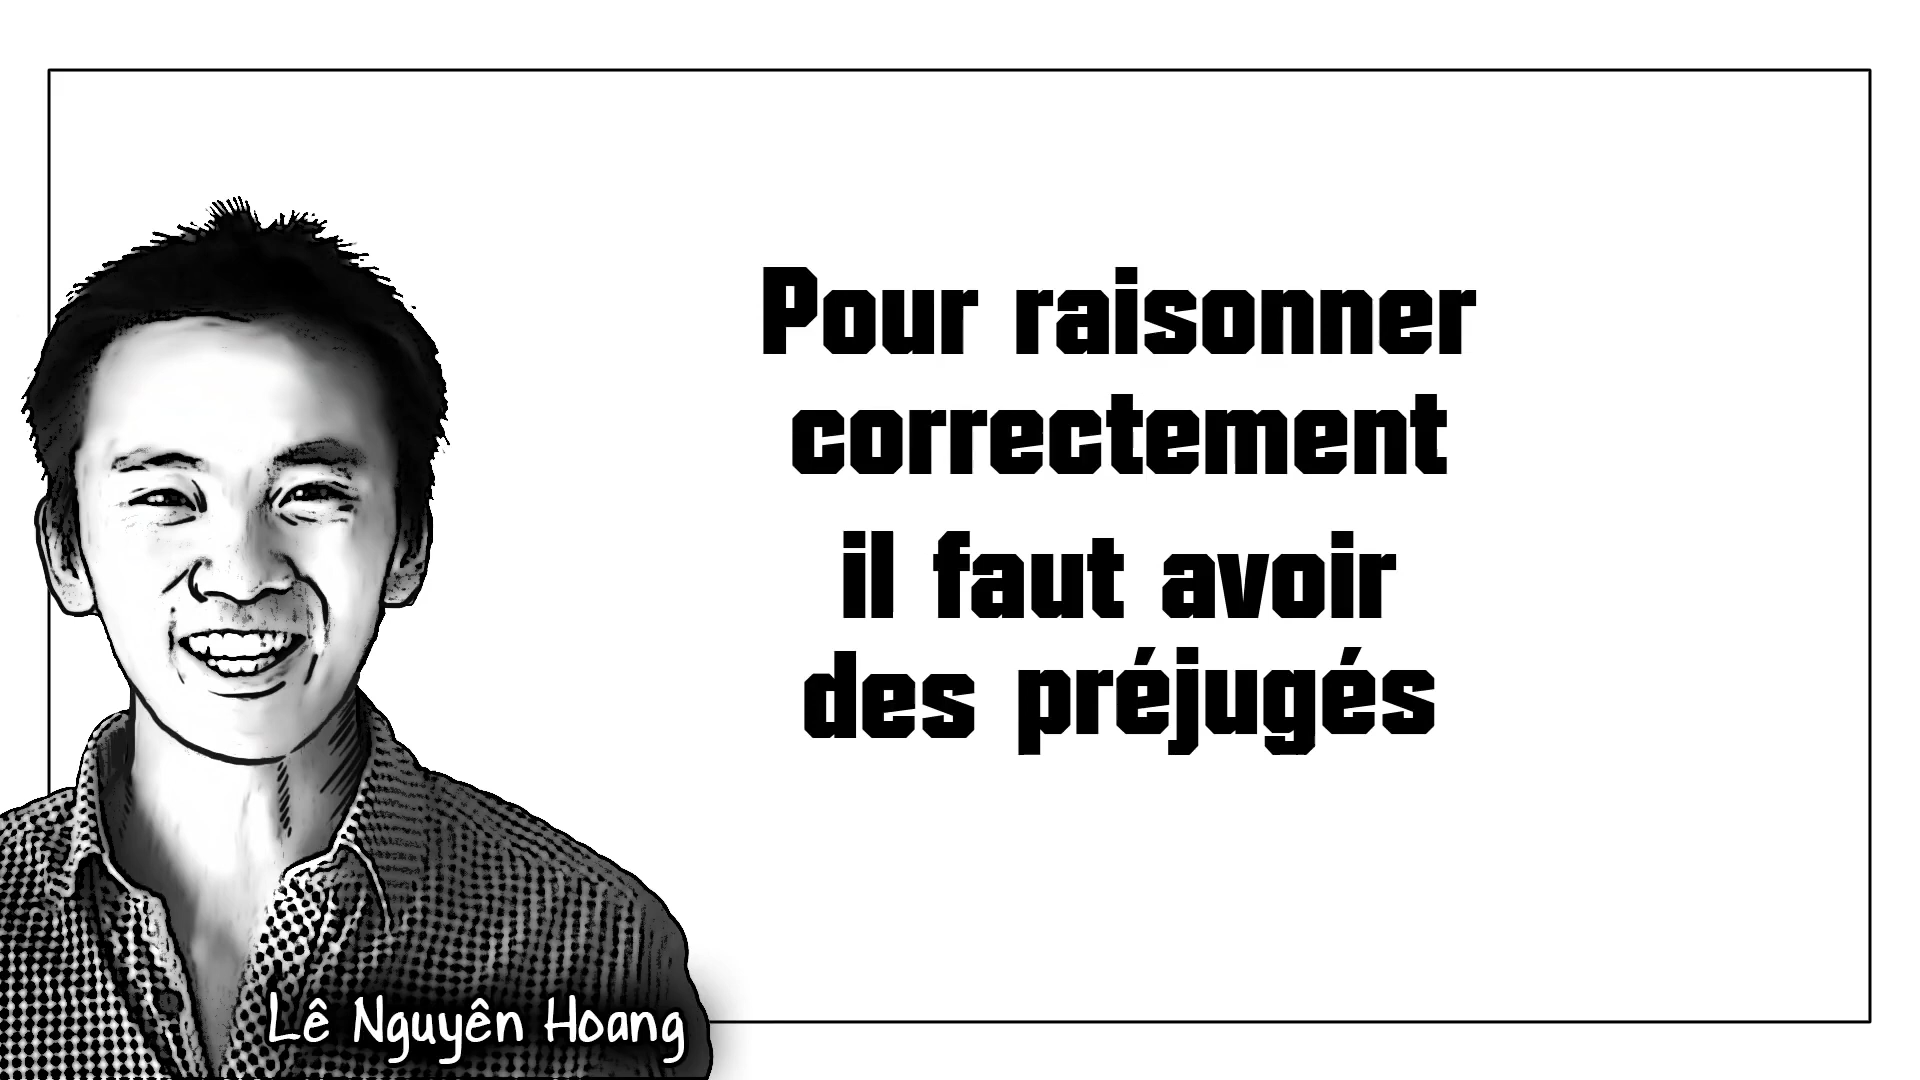 Pour raisonner
correctement
il faut avoir
des préjugés
Lê Nguyên Hoang